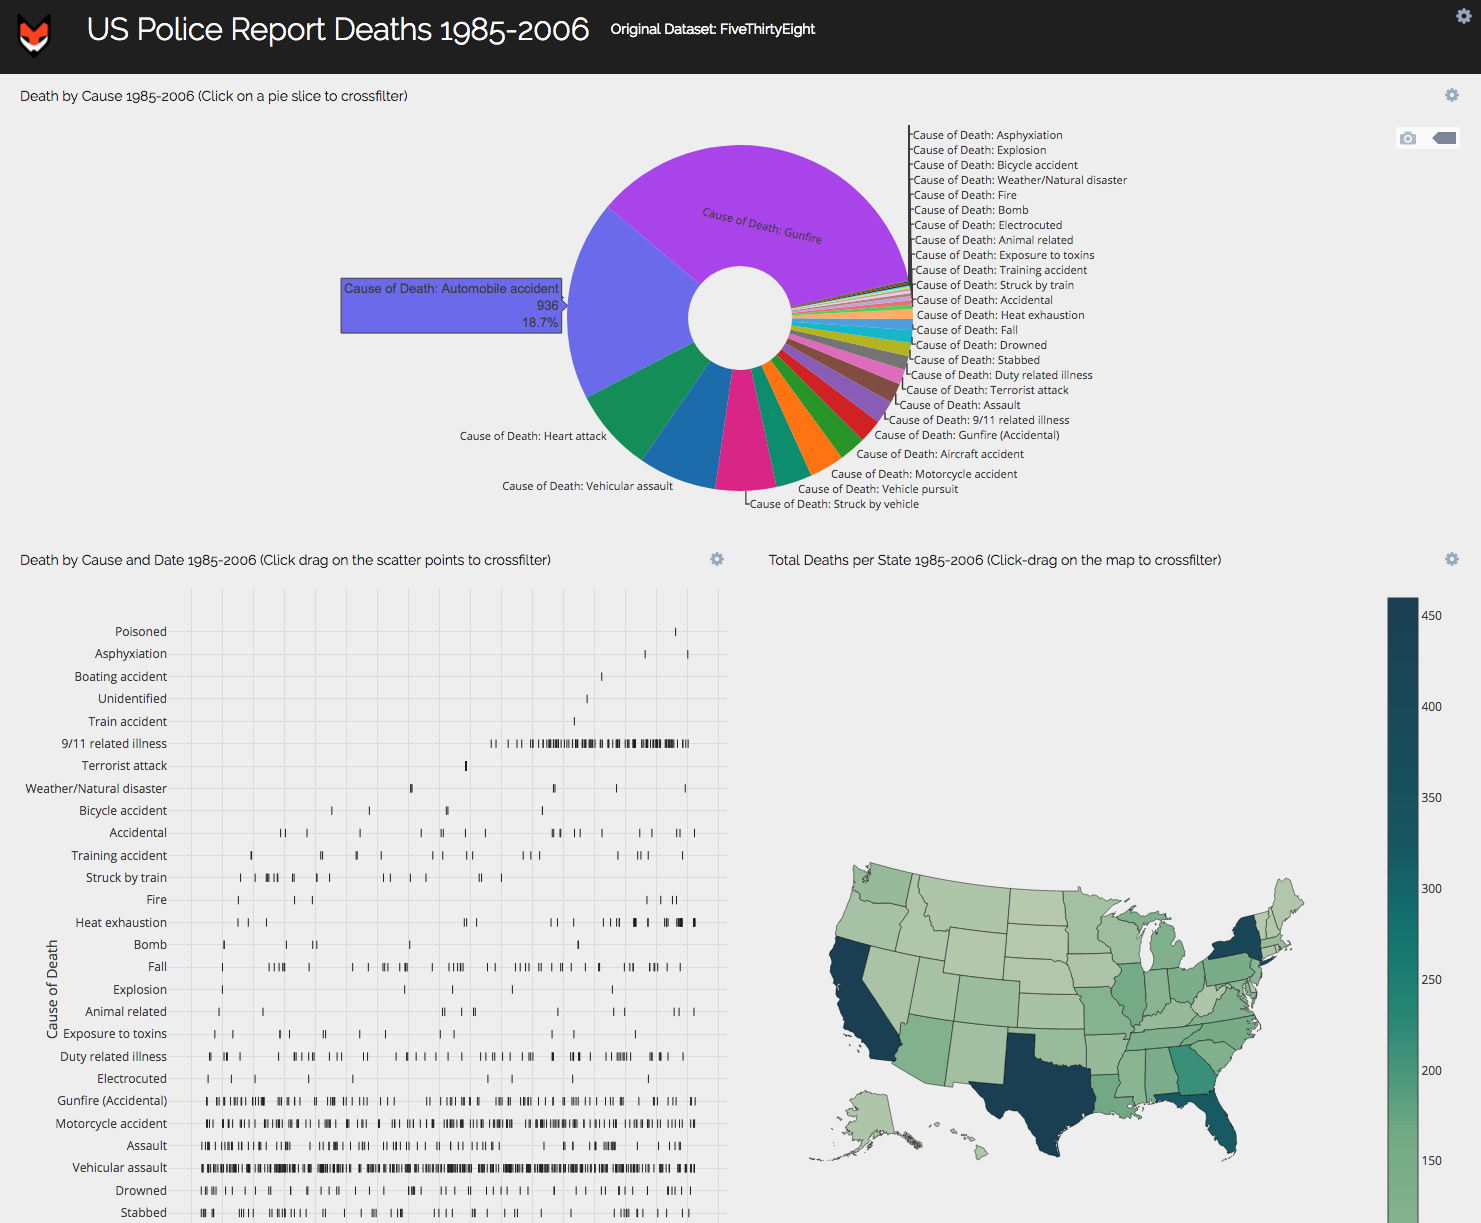 US Police Report Deaths 1985-2006
Original Dataset: FiveThirtyEight
Death by Cause 1985-2006 (Click on a pie slice to crossfilter)
Cause of Death: Gunfire
Cause of Death: Automobile accident
936
18.7%
Cause of Death: Heart attack
Cause of Death: Vehicular assault
Cause of Death: Asphyxiation
Cause of Death: Explosion
Cause of Death: Bicycle accident
Cause of Death: Weather/Natural disaster
Cause of Death: Fire
Cause of Death: Bomb
Cause of Death: Electrocuted
Cause of Death: Animal related
Cause of Death: Exposure to toxins
Cause of Death: Training accident
Cause of Death: Struck by train
Cause of Death: Accidental
Cause of Death: Heat exhaustion
Cause of Death: Fall
Cause of Death: Drowned
Cause of Death: Stabbed
Cause of Death: Duty related illness
Cause of Death: Terrorist attack
Cause of Death: Assault
Cause of Death: 9/11 related illness
Cause of Death: Gunfire (Accidental)
Cause of Death: Aircraft accident
Cause of Death: Motorcycle accident
Cause of Death: Vehicle pursuit
Cause of Death: Struck by vehicle
Death by Cause and Date 1985-2006 (Click drag on the scatter points to crossfilter)
Cause of Death
Poisoned
Asphyxiation
Boating accident
Unidentified
Train accident
9/11 related illness
Terrorist attack
Weather/Natural disaster
Bicycle accident
Accidental
Training accident
Struck by train
Fire
Heat exhaustion
Bomb
Fall
Explosion
Animal related
Exposure to toxins
Duty related illness
Electrocuted
Gunfire (Accidental)
Motorcycle accident
Assault
Vehicular assault
Drowned
Stabbed
Total Deaths per State 1985-2006 (Click-drag on the map to crossfilter)
450
400
350
300
250
200
150